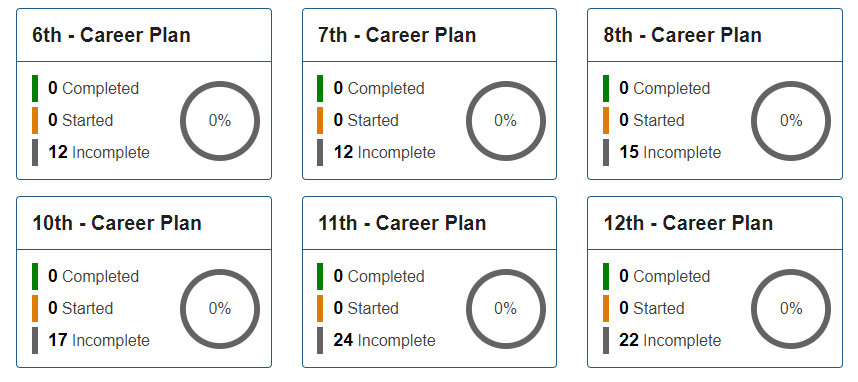 6th - Career Plan
0 Completed
0 Started
12 Incomplete
0%
7th - Career Plan
0 Completed
0 Started
12 Incomplete
0%
8th - Career Plan
0 Completed
0 Started
15 Incomplete
0%
10th - Career Plan
0 Completed
0 Started
17 Incomplete
0%
11th - Career Plan
0 Completed
0 Started
24 Incomplete
0%
12th - Career Plan
0 Completed
0 Started
22 Incomplete
0%